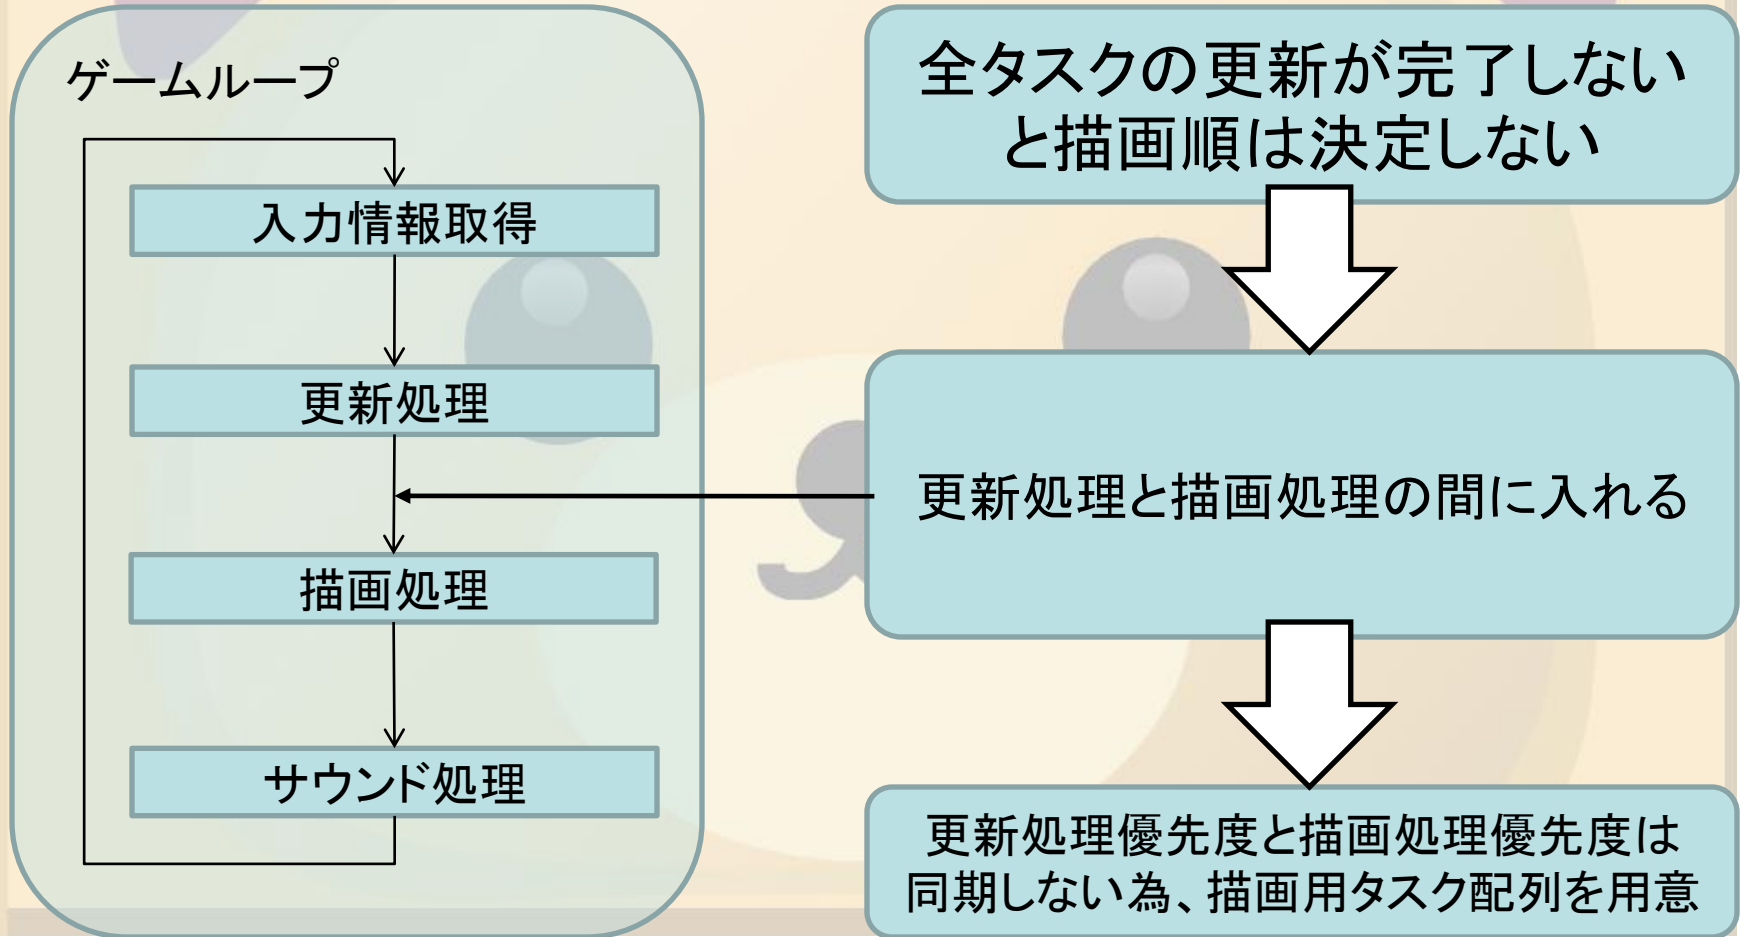 ゲームループ
入力情報取得
更新処理
描画処理
サウンド処理
全タスクの更新が完了しない
と描画順は決定しない
更新処理と描画処理の間に入れる
更新処理優先度と描画処理優先度は
同期しない為、描画用タスク配列を用意